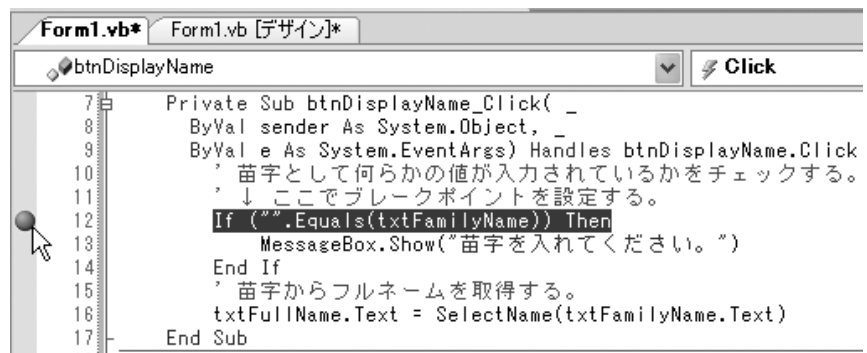 Form1.vb* Form1.vb [デザイン]*
btnDisplayName Click
7 Private Sub btnDisplayName_Click( _
8 ByVal sender As System.Object, _
9 ByVal e As System.EventArgs) Handles btnDisplayName.Click
10 ' 苗字として何らかの値が入力されているかをチェックする。
11 ' ↓ ここでブレークポイントを設定する。
12 If ("".Equals(txtFamilyName)) Then
13 MessageBox.Show("苗字を入れてください。")
14 End If
15 ' 苗字からフルネームを取得する。
16 txtFullName.Text = SelectName(txtFamilyName.Text)
17 End Sub